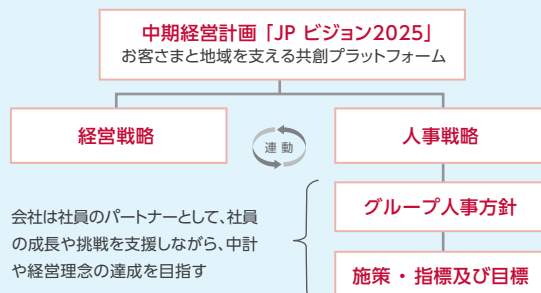 中期経営計画「JP ビジョン2025」
お客さまと地域を支える共創プラットフォーム
経営戦略
連動
人事戦略
グループ人事方針
会社は社員のパートナーとして、社員
の成長や挑戦を支援しながら、中計
や経営理念の達成を目指す
施策・指標及び目標